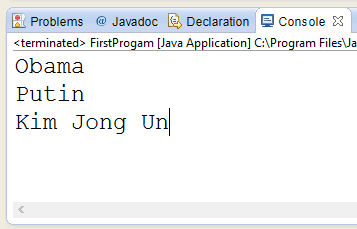 Problems @ Javadoc Declaration Console
<terminated> FirstProgam [Java Application] C:\Program Files\Ja
Obama
Putin
Kim Jong Un